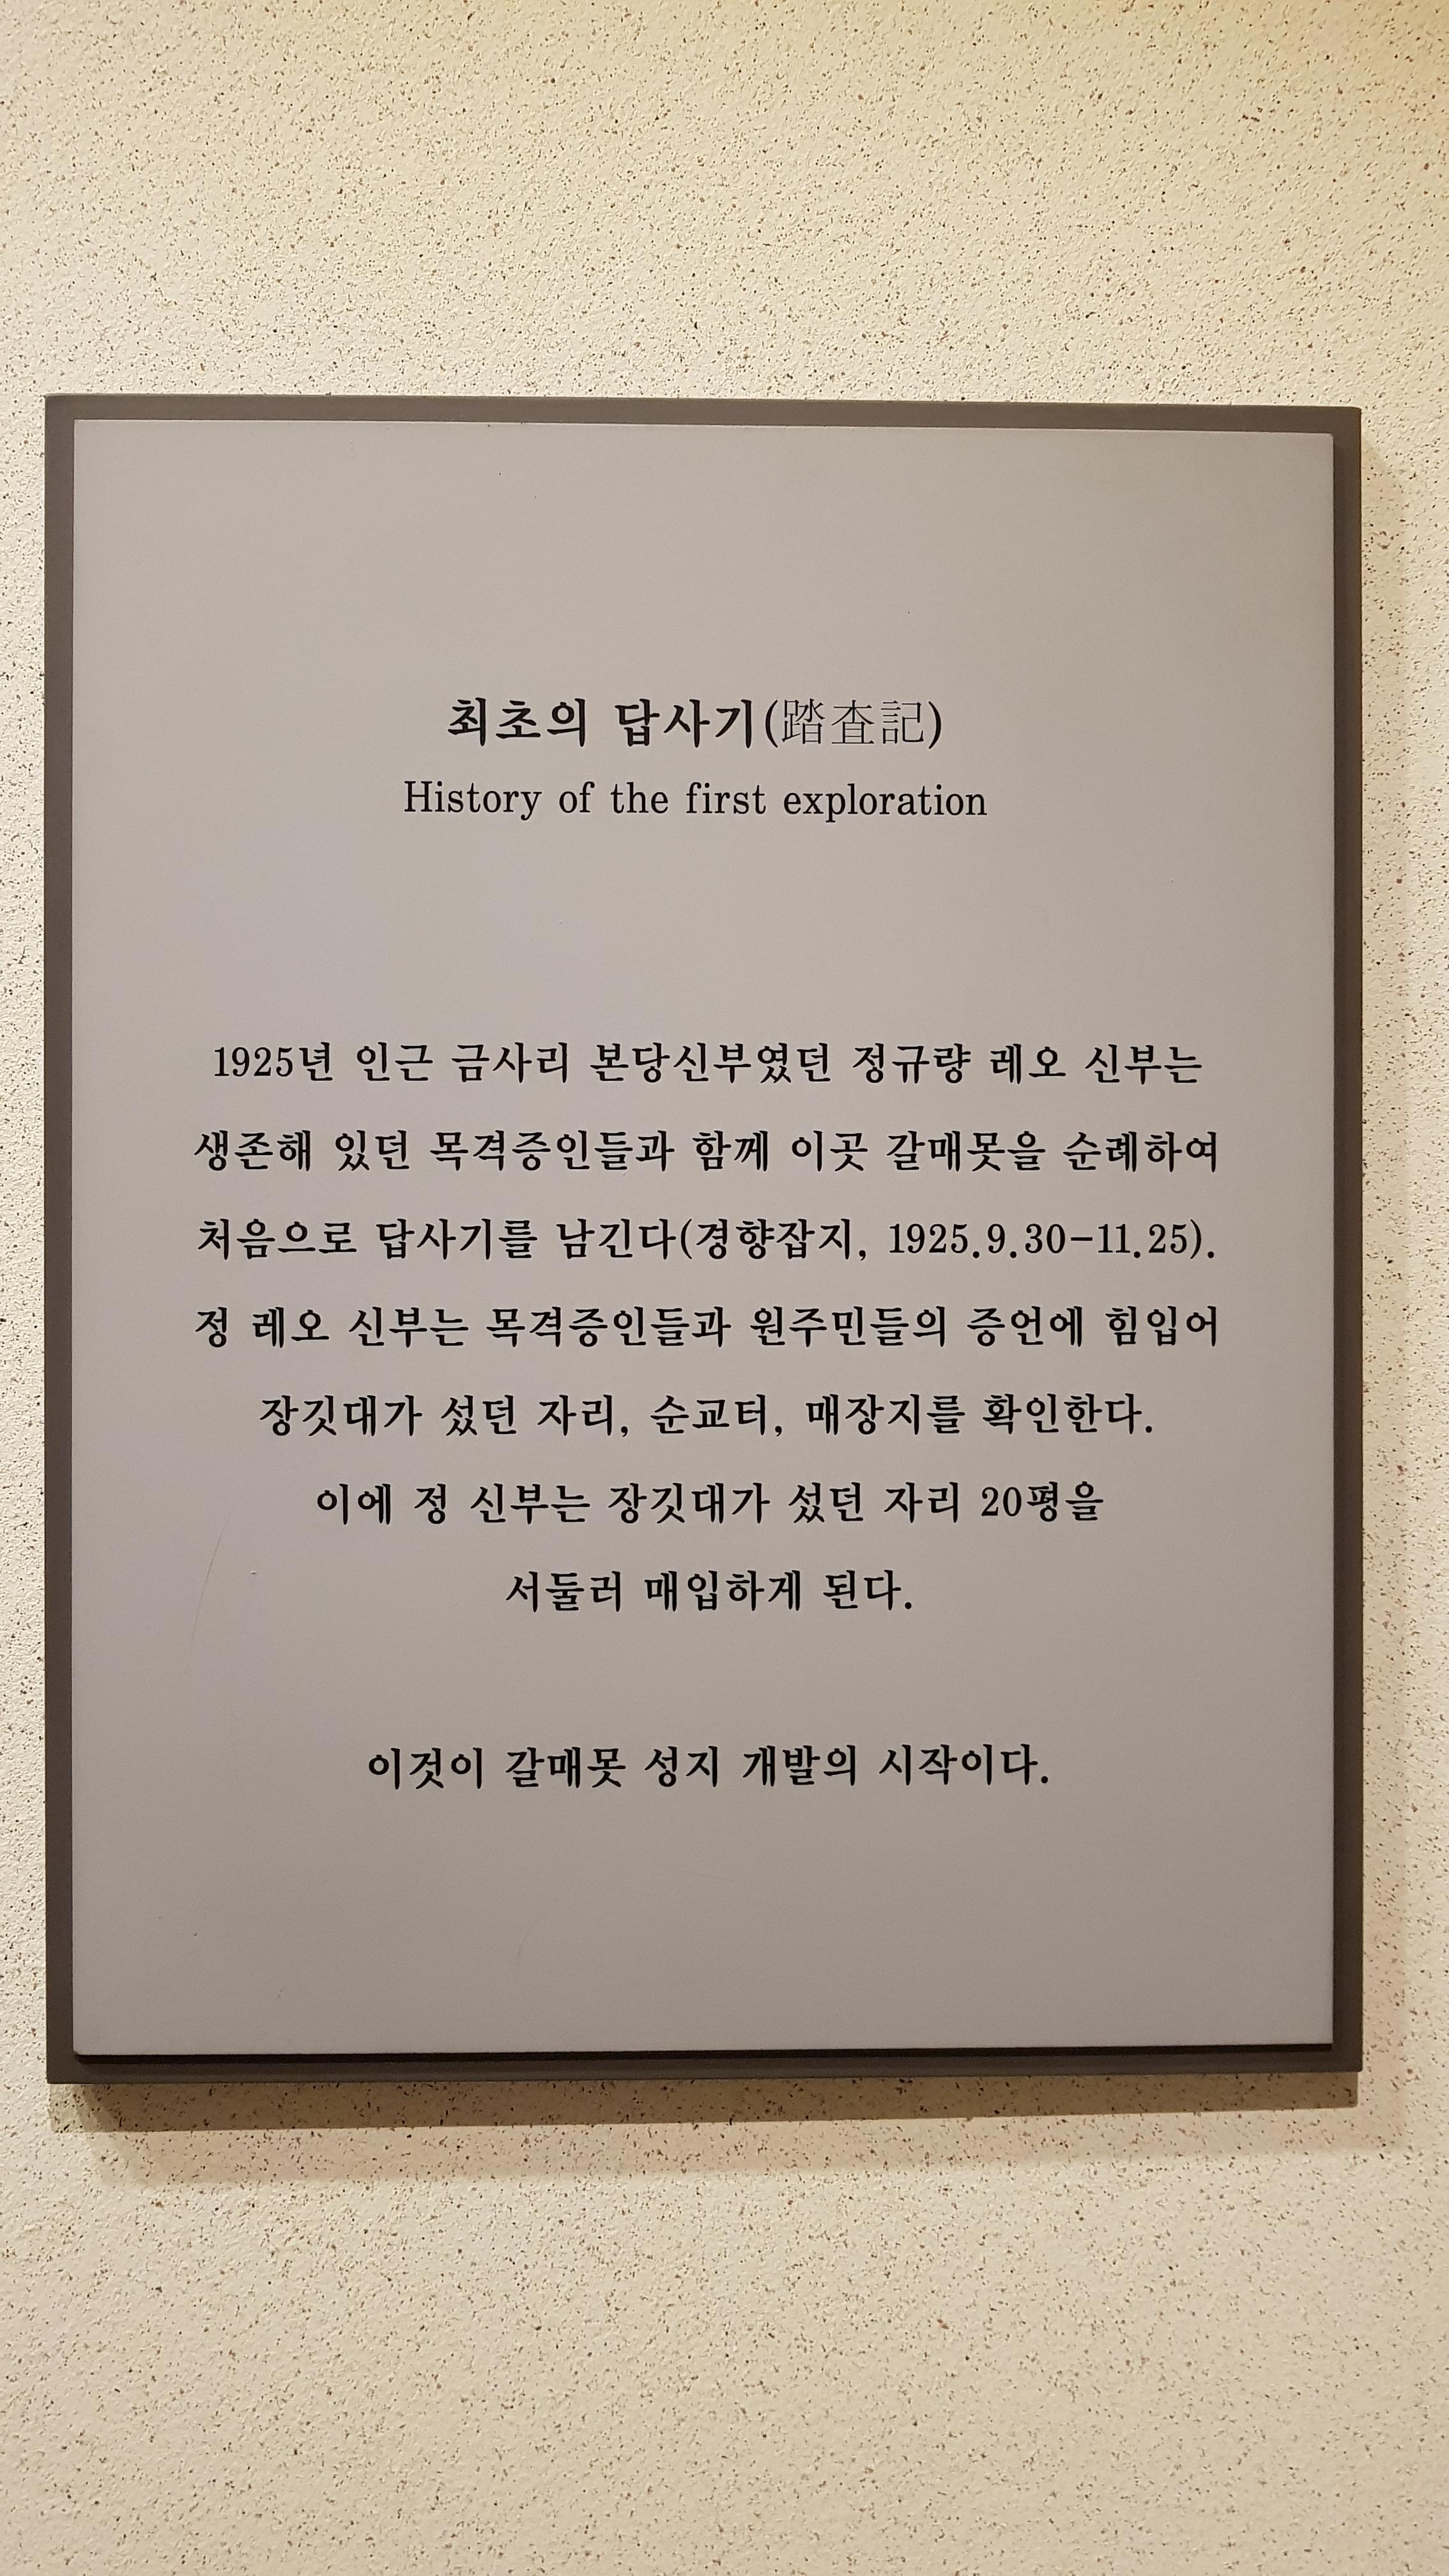 최초의 답사기(踏査記)
History of the first exploration
1925년 인근 금사리 본당신부였던 정규량 레오 신부는
생존해 있던 목격증인들과 함께 이곳 갈매못을 순례하여
처음으로 답사기를 남긴다(경향잡지, 1925.9.30-11.25).
정 레오 신부는 목격증인들과 원주민들의 증언에 힘입어
장깃대가 섰던 자리, 순교터, 매장지를 확인한다.
이에 정 신부는 장깃대가 섰던 자리 20평을
서둘러 매입하게 된다.
이것이 갈매못 성지 개발의 시작이다.